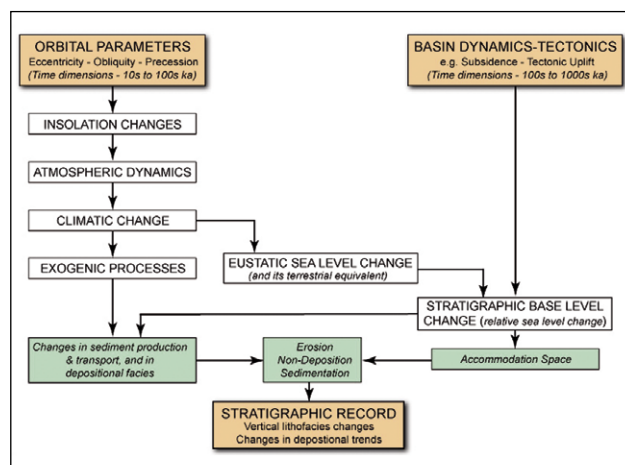 ORBITAL PARAMETERS
Eccentricity - Obliquity - Precession
(Time dimensions - 10s to 100s ka)
BASIN DYNAMICS-TECTONICS
e.g. Subsidence - Tectonic Uplift
(Time dimensions - 100s to 1000s ka)
INSOLATION CHANGES
ATMOSPHERIC DYNAMICS
CLIMATIC CHANGE
EXOGENIC PROCESSES
EUSTATIC SEA LEVEL CHANGE
(and its terrestrial equivalent)
STRATIGRAPHIC BASE LEVEL
CHANGE (relative sea level change)
Changes in sediment production
& transport, and in
depositional facies
Erosion
Non-Deposition
Sedimentation
Accommodation Space
STRATIGRAPHIC RECORD
Vertical lithofacies changes
Changes in depostional trends